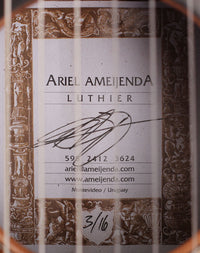 ARIEL AMEIJENDA
LUTHIER
598 2412 3624
ariel@ameijenda.com
www.ameijenda.com
Montevideo / Uruguay
3/16